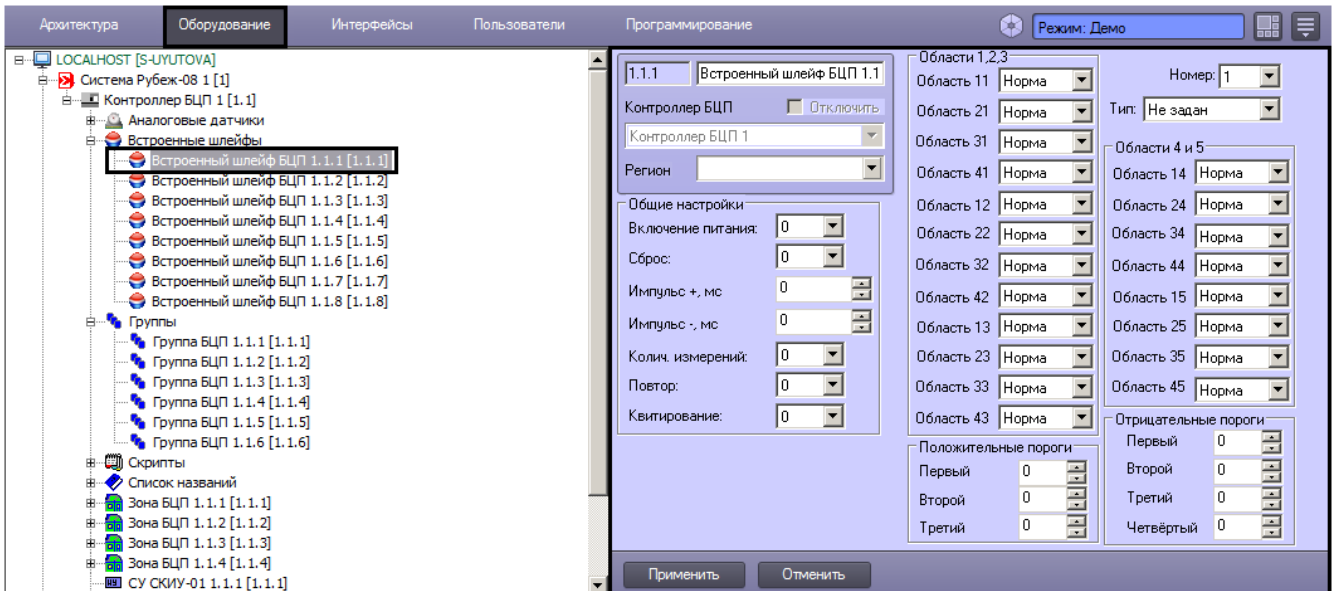 Архитектура Оборудование Интерфейсы Пользователи Программирование Режим: Демо
LOCALHOST [S-UYUTOVA]
Система Рубеж-08 1 [1]
Контроллер БЦП 1 [1.1]
Аналоговые датчики
Встроенные шлейфы
Встроенный шлейф БЦП 1.1.1 [1.1.1]
Встроенный шлейф БЦП 1.1.2 [1.1.2]
Встроенный шлейф БЦП 1.1.3 [1.1.3]
Встроенный шлейф БЦП 1.1.4 [1.1.4]
Встроенный шлейф БЦП 1.1.5 [1.1.5]
Встроенный шлейф БЦП 1.1.6 [1.1.6]
Встроенный шлейф БЦП 1.1.7 [1.1.7]
Встроенный шлейф БЦП 1.1.8 [1.1.8]
Группы
Группа БЦП 1.1.1 [1.1.1]
Группа БЦП 1.1.2 [1.1.2]
Группа БЦП 1.1.3 [1.1.3]
Группа БЦП 1.1.4 [1.1.4]
Группа БЦП 1.1.5 [1.1.5]
Группа БЦП 1.1.6 [1.1.6]
Скрипты
Список названий
Зона БЦП 1.1.1 [1.1.1]
Зона БЦП 1.1.2 [1.1.2]
Зона БЦП 1.1.3 [1.1.3]
Зона БЦП 1.1.4 [1.1.4]
СУ СКИУ-01 1.1.1 [1.1.1]
1.1.1 Встроенный шлейф БЦП 1.1
Контроллер БЦП Отключить
Контроллер БЦП 1
Регион
Общие настройки
Включение питания: 0
Сброс: 0
Импульс +, мс 0
Импульс -, мс 0
Колич. измерений: 0
Повтор: 0
Квитирование: 0
Области 1,2,3
Область 11 Норма
Область 21 Норма
Область 31 Норма
Область 41 Норма
Область 12 Норма
Область 22 Норма
Область 32 Норма
Область 42 Норма
Область 13 Норма
Область 23 Норма
Область 33 Норма
Область 43 Норма
Положительные пороги
Первый 0
Второй 0
Третий 0
Номер: 1
Тип: Не задан
Области 4 и 5
Область 14 Норма
Область 24 Норма
Область 34 Норма
Область 44 Норма
Область 15 Норма
Область 25 Норма
Область 35 Норма
Область 45 Норма
Отрицательные пороги
Первый 0
Второй 0
Третий 0
Четвёртый 0
Применить Отменить